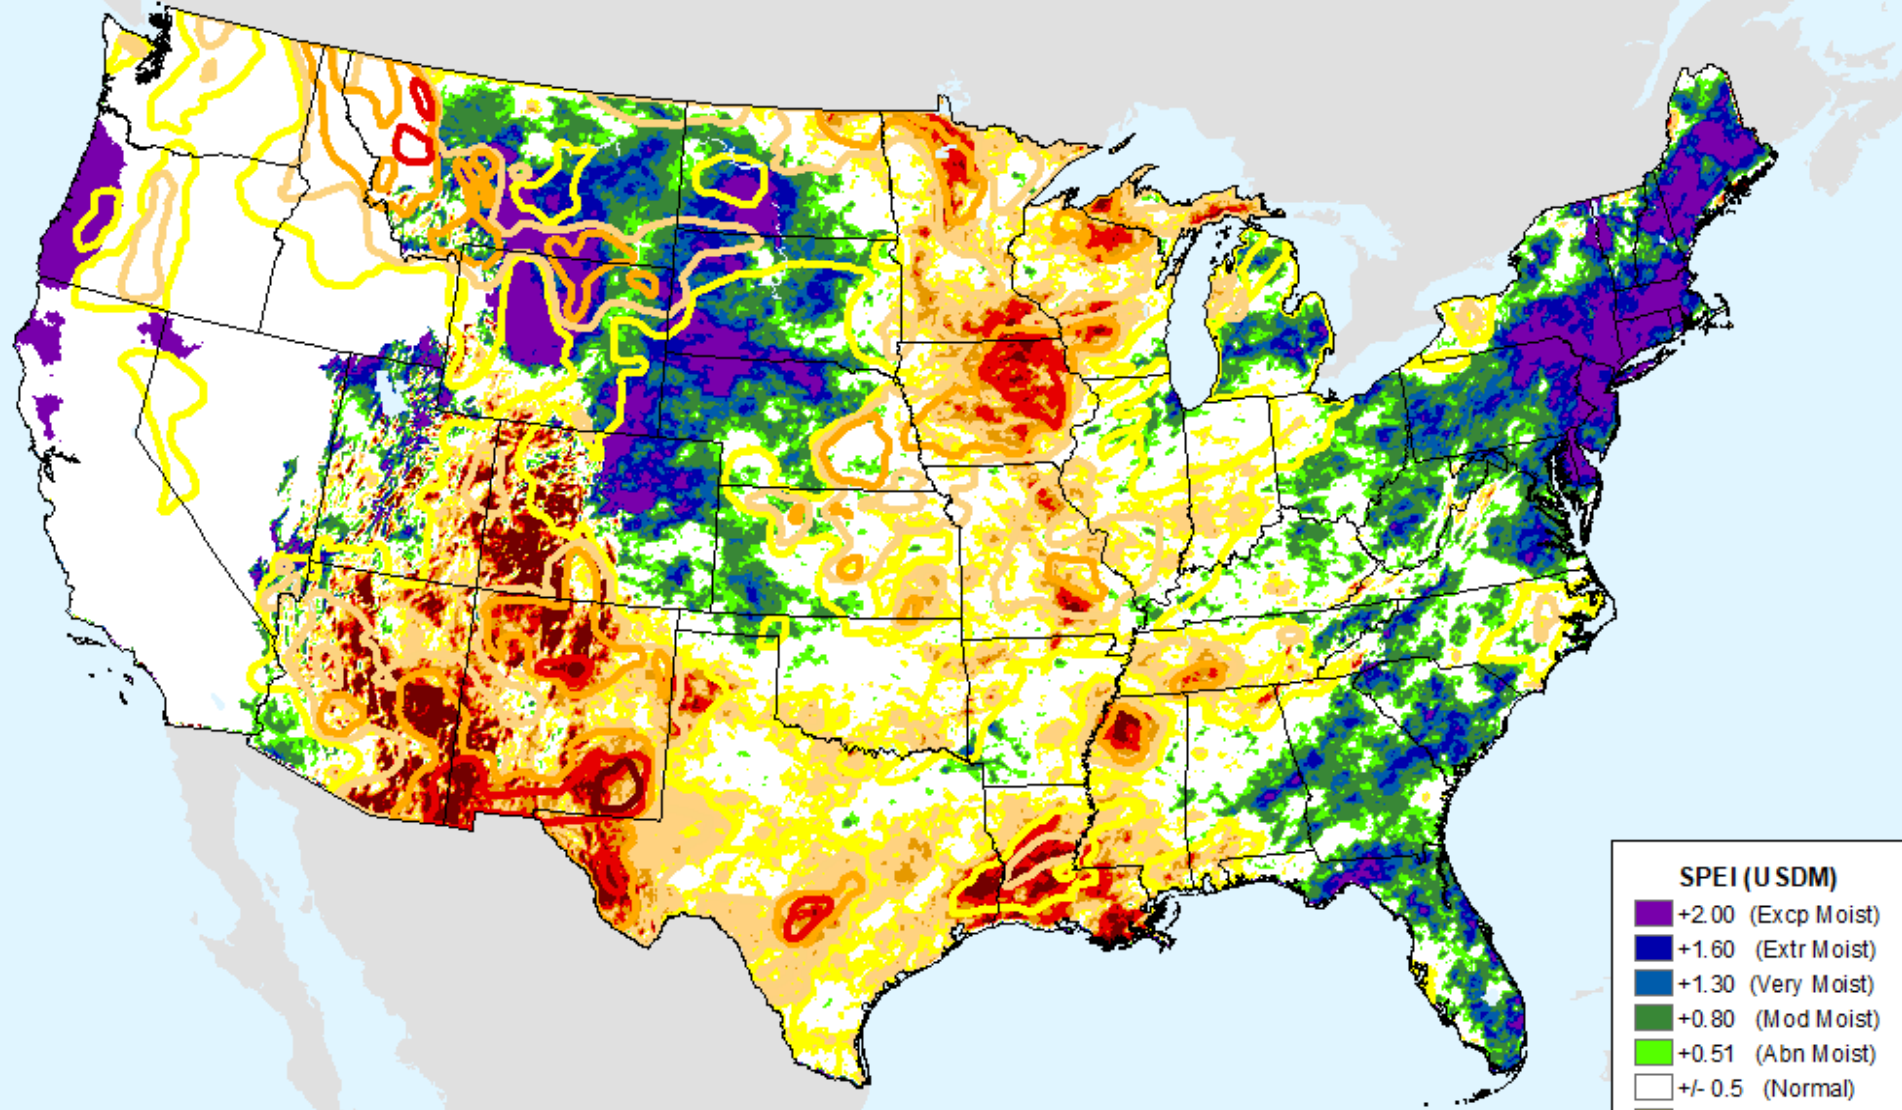 SPEI (USDM)
+2.00 (Excp Moist)
+1.60 (Extr Moist)
+1.30 (Very Moist)
+0.80 (Mod Moist)
+0.51 (Abn Moist)
+/- 0.5 (Normal)